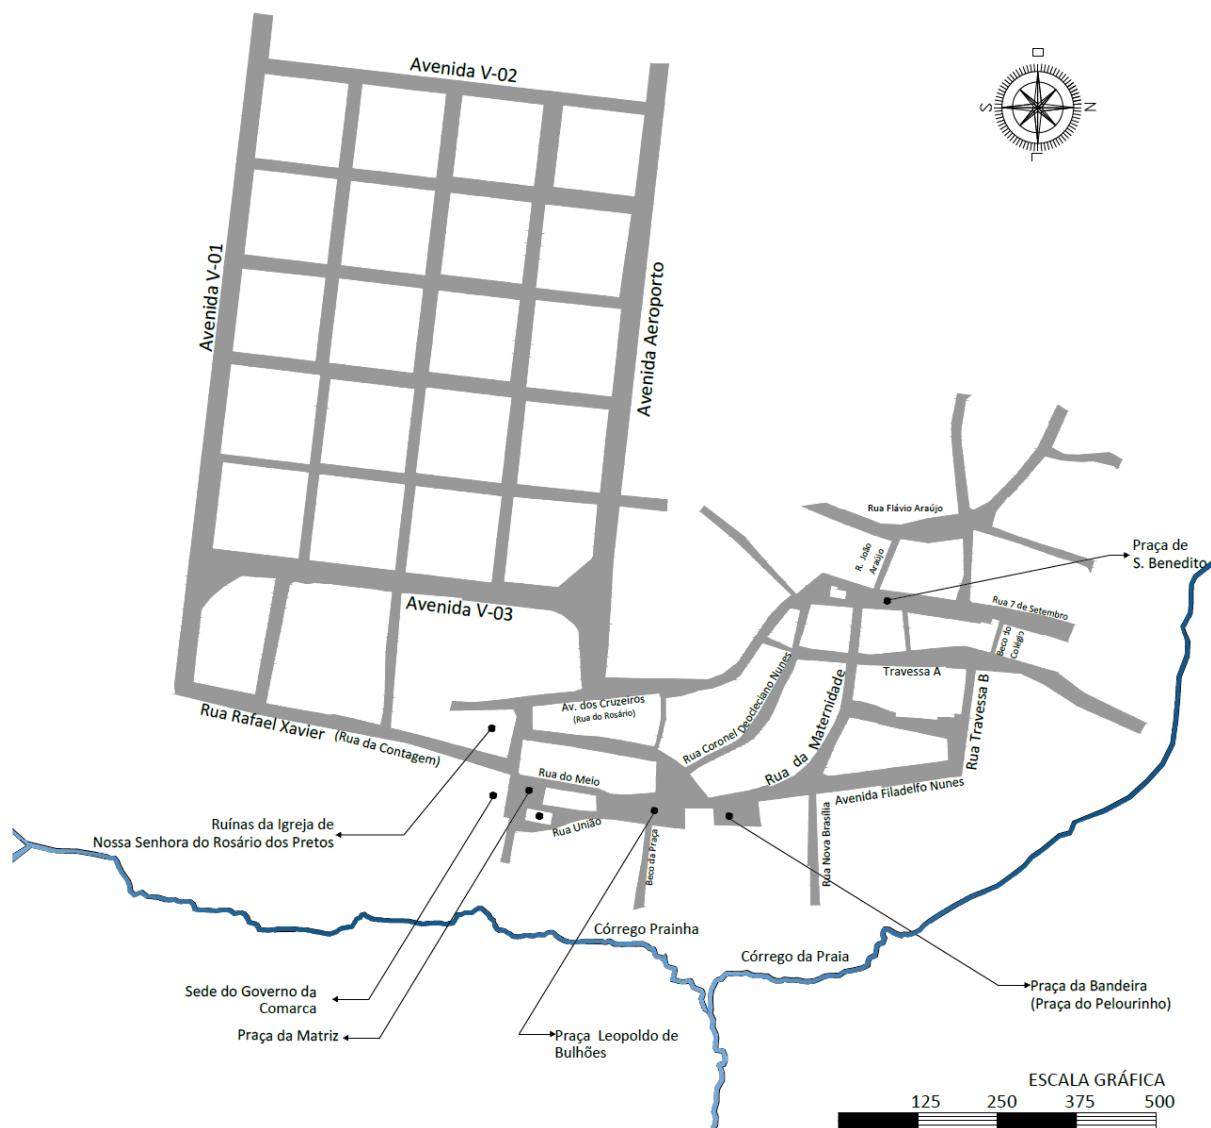 Avenida V-02
O
S
N
L
Avenida V-01
Avenida Aeroporto
Rua Flávio Araújo
R. João
Araújo
Praça de
S. Benedito
Rua 7 de Setembro
Beco do
Colégio
Avenida V-03
Travessa A
Rua Travessa B
Rua Coronel Deocleciano Nunes
Rua da Maternidade
Av. dos Cruzeiros
(Rua do Rosário)
Rua Rafael Xavier (Rua da Contagem)
Rua do Meio
Avenida Filadelfo Nunes
Rua União
Beco da Praça
Rua Nova Brasília
Ruínas da Igreja de
Nossa Senhora do Rosário dos Pretos
Córrego Prainha
Córrego da Praia
Sede do Governo da
Comarca
Praça da Matriz
Praça Leopoldo de
Bulhões
Praça da Bandeira
(Praça do Pelourinho)
ESCALA GRÁFICA
125 250 375 500